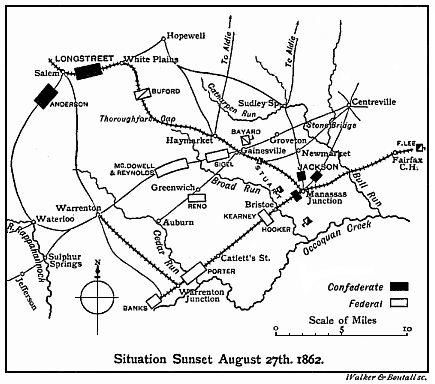 Hopewell
To Aldie
To Aldie
LONGSTREET
Salem
White Plains
ANDERSON
BUFORD
Catharpen Run
Sudley Sp.
Centreville
Thoroughfare Gap
BAYARD
Stone Bridge
Haymarket
Gainesville
Groveton
F. LEE
MC.DOWELL
& REYNOLDS
SIGEL
Newmarket
JACKSON
Fairfax
C.H.
STUART
Greenwich
Broad Run
Manassas
Junction
Bull Run
RENO
Bristoe
KEARNEY
HOOKER
Warrenton
Waterloo
Auburn
R. Rappahannock
Cedar Run
Occoquan Creek
Sulphur
Springs
Catlett's St.
N
PORTER
Jefferson
Warrenton
Junction
BANKS
Confederate
Federal
Scale of Miles
0 5 10
Situation Sunset August 27th. 1862.
Walker & Boutall sc.